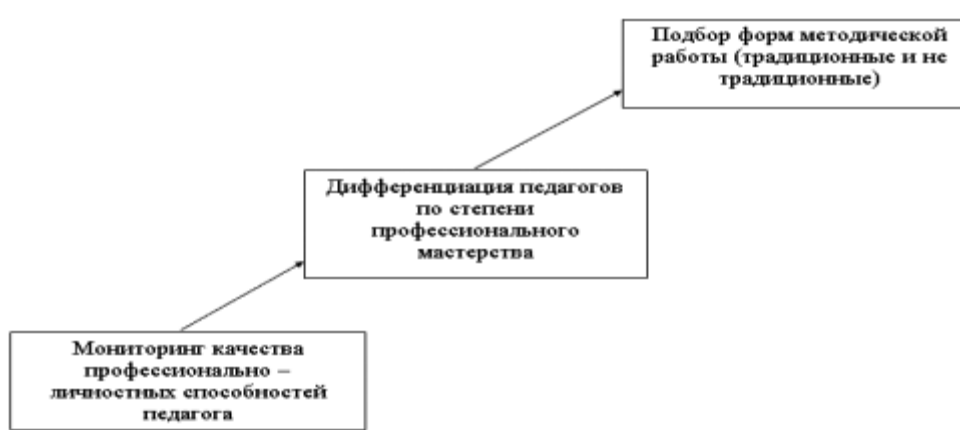 Подбор форм методической
работы (традиционные и не
традиционные)
Дифференциация педагогов
по степени
профессионального
мастерства
Мониторинг качества
профессионально –
личностных способностей
педагога